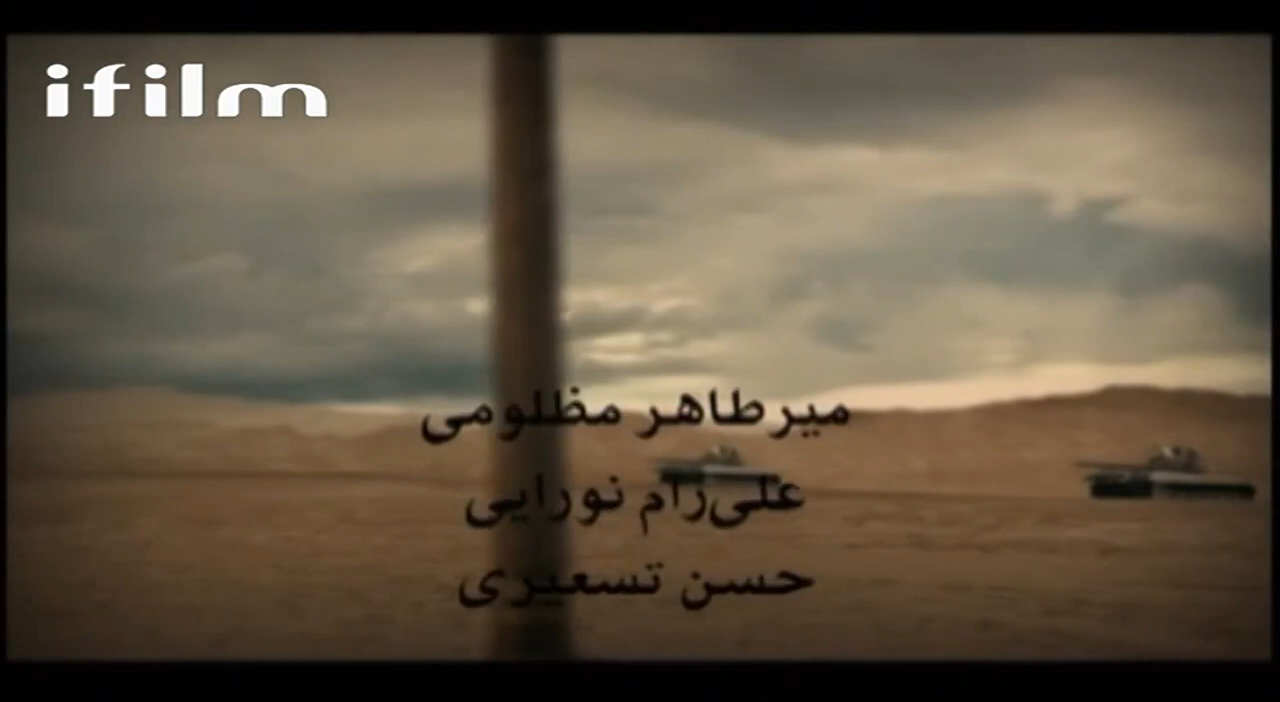 ifilm
میرطاهر مظلومی
علی‌رام نورایی
حسن تسعیری